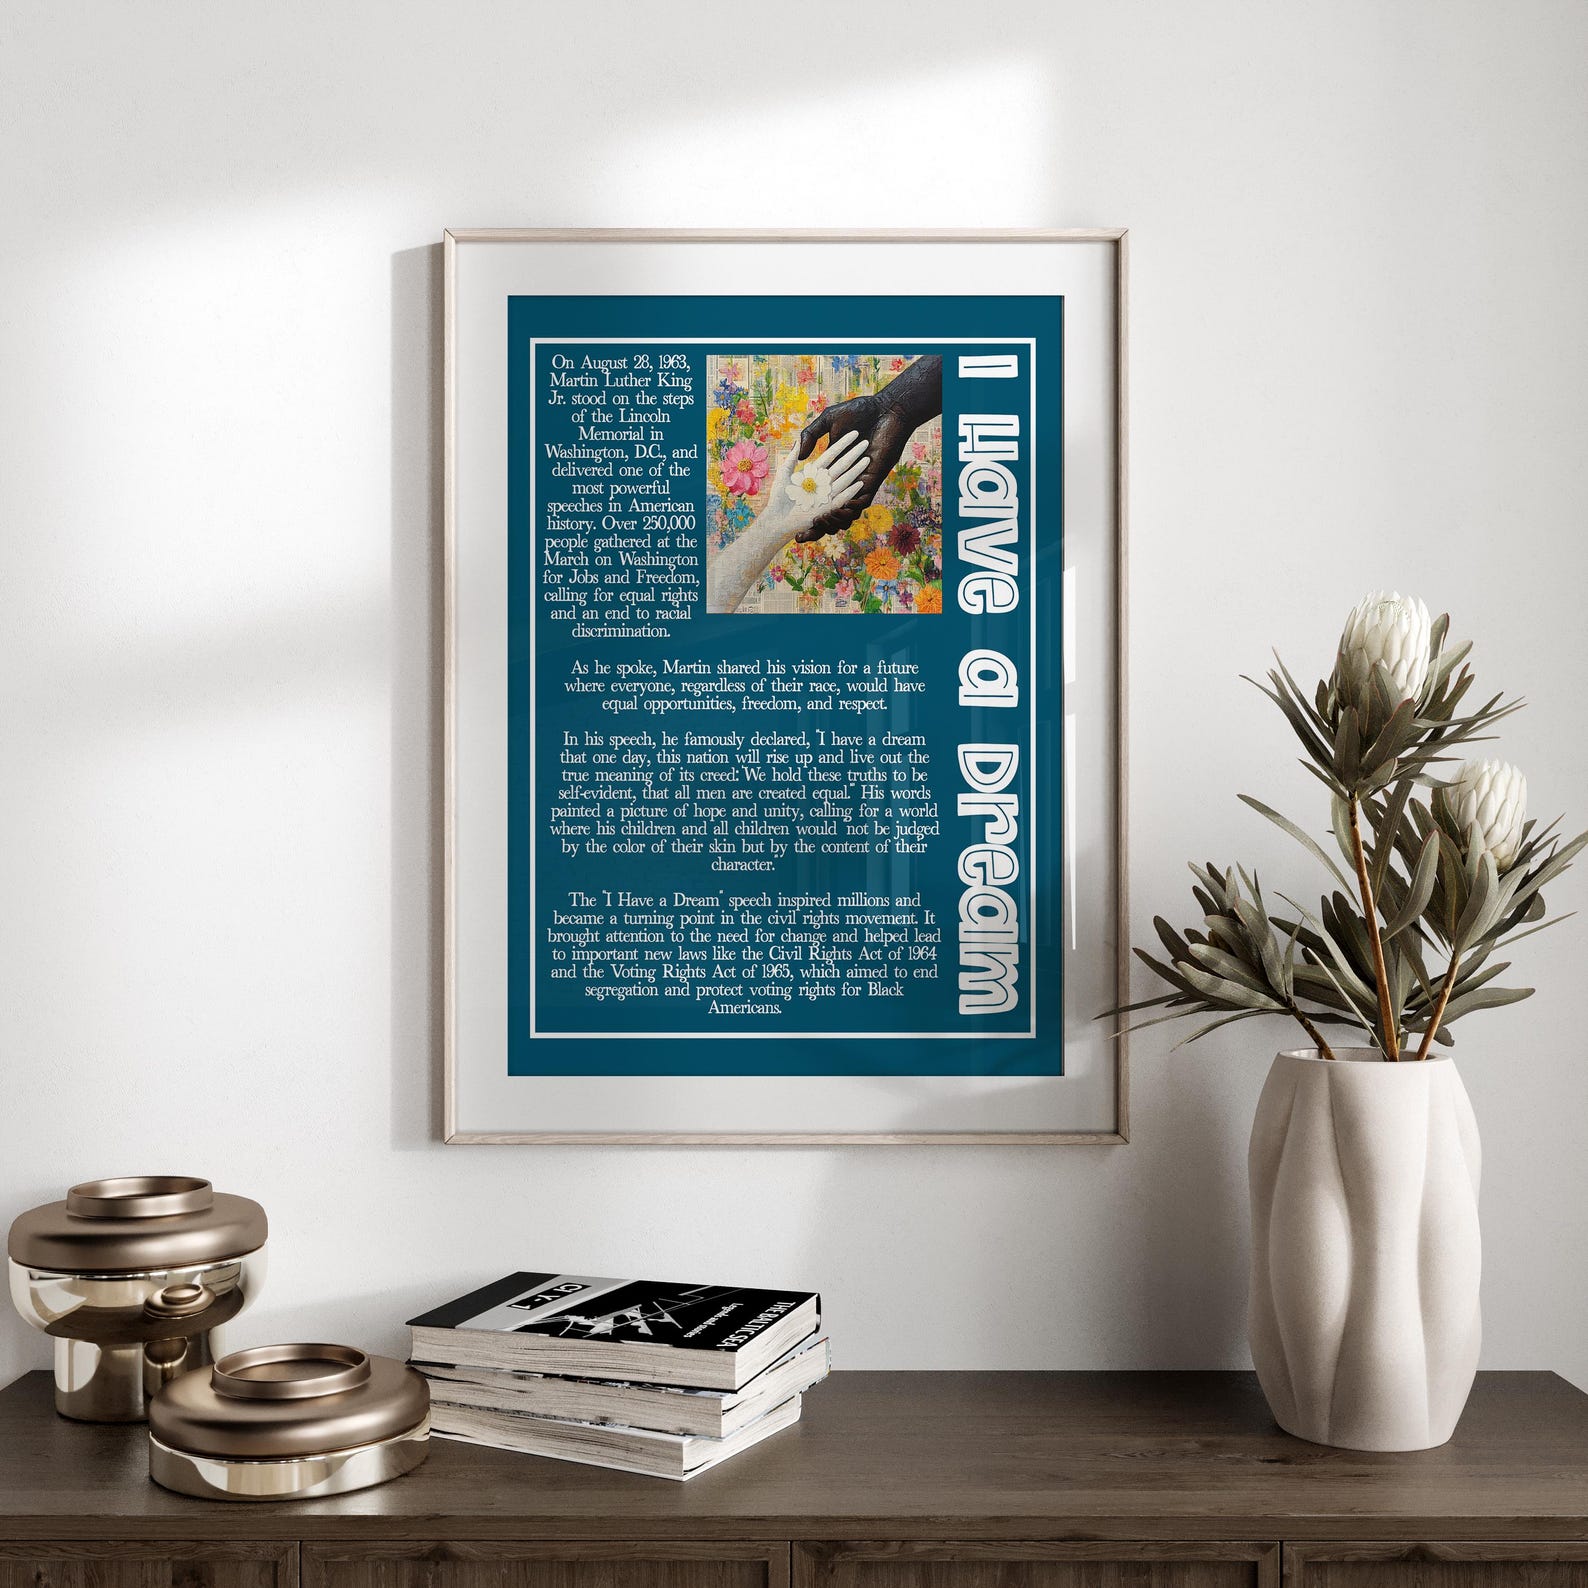 On August 28, 1963,
Martin Luther King
Jr. stood on the steps
of the Lincoln
Memorial in
Washington, D.C., and
delivered one of the
most powerful
speeches in American
history. Over 250,000
people gathered at the
March on Washington
for Jobs and Freedom,
calling for equal rights
and an end to racial
discrimination.
As he spoke, Martin shared his vision for a future
where everyone, regardless of their race, would have
equal opportunities, freedom, and respect.
In his speech, he famously declared, "I have a dream
that one day, this nation will rise up and live out the
true meaning of its creed: 'We hold these truths to be
self-evident, that all men are created equal.'" His words
painted a picture of hope and unity, calling for a world
where his children and all children would not be judged
by the color of their skin but by the content of their
character."
The "I Have a Dream" speech inspired millions and
became a turning point in the civil rights movement. It
brought attention to the need for change and helped lead
to important new laws like the Civil Rights Act of 1964
and the Voting Rights Act of 1965, which aimed to end
segregation and protect voting rights for Black
Americans.
I Have a Dream
THE BALTIC SEA
Legends and stories